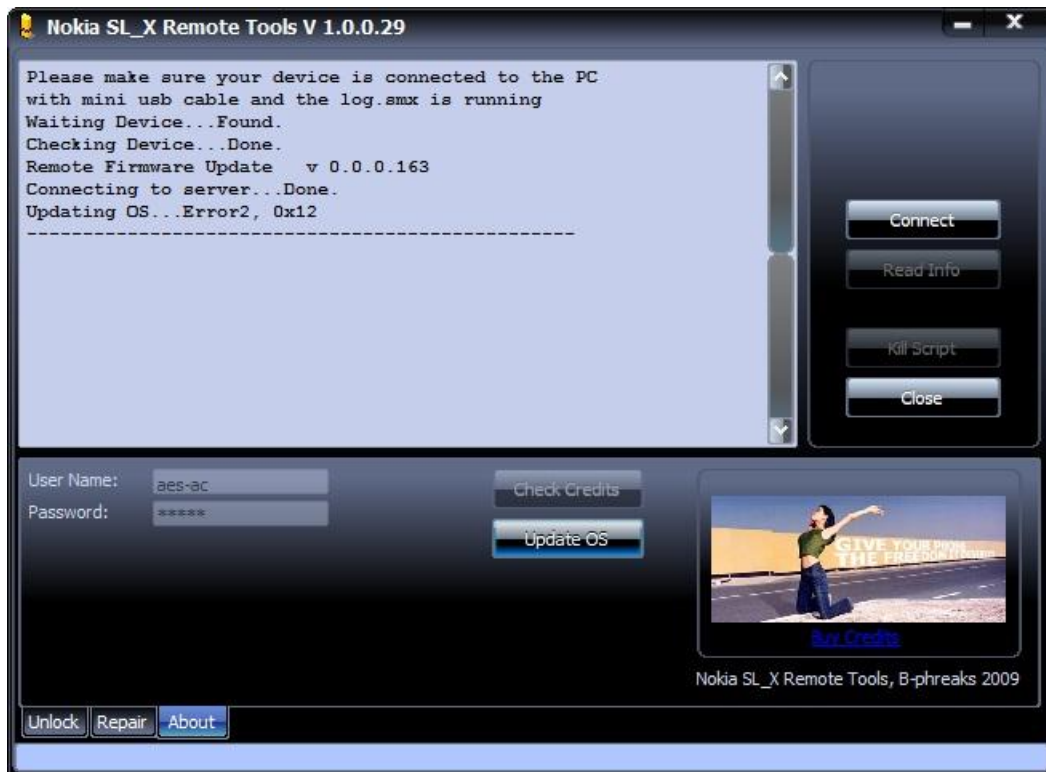 Nokia SL_X Remote Tools V 1.0.0.29
Please make sure your device is connected to the PC
with mini usb cable and the log.smx is running
Waiting Device...Found.
Checking Device...Done.
Remote Firmware Update   v 0.0.0.163
Connecting to server...Done.
Updating OS...Error2, 0x12
-------------------------------------------------
Connect
Read Info
Kill Script
Close
User Name:
aes-ac
Password:
*****
Check Credits
Update OS
GIVE YOUR
THE FREEDOM
Buy Credits
Nokia SL_X Remote Tools, B-phreaks 2009
Unlock
Repair
About